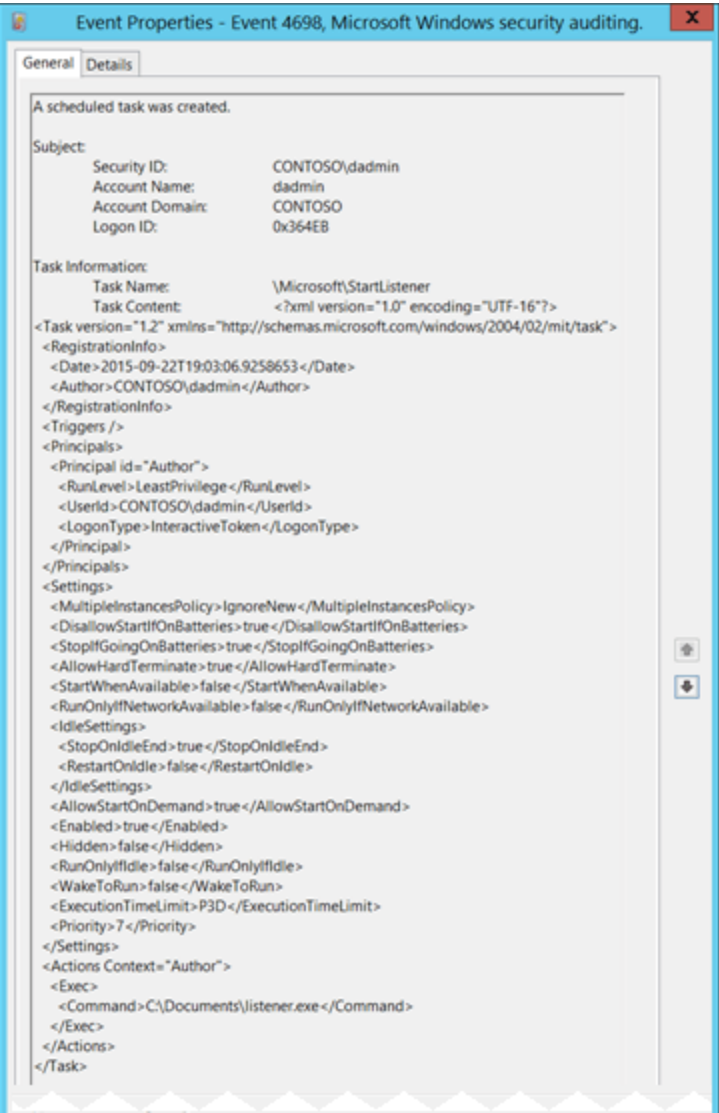 Event Properties - Event 4698, Microsoft Windows security auditing.
x
General Details
A scheduled task was created.
Subject:
Security ID: CONTOSO\dadmin
Account Name: dadmin
Account Domain: CONTOSO
Logon ID: 0x364EB
Task Information:
Task Name: \Microsoft\StartListener
Task Content: <?xml version="1.0" encoding="UTF-16"?>
<Task version="1.2" xmlns="http://schemas.microsoft.com/windows/2004/02/mit/task">
<RegistrationInfo>
<Date>2015-09-22T19:03:06.9258653</Date>
<Author>CONTOSO\dadmin</Author>
</RegistrationInfo>
<Triggers />
<Principals>
<Principal id="Author">
<RunLevel>LeastPrivilege</RunLevel>
<UserId>CONTOSO\dadmin</UserId>
<LogonType>InteractiveToken</LogonType>
</Principal>
</Principals>
<Settings>
<MultipleInstancesPolicy>IgnoreNew</MultipleInstancesPolicy>
<DisallowStartIfOnBatteries>true</DisallowStartIfOnBatteries>
<StopIfGoingOnBatteries>true</StopIfGoingOnBatteries>
<AllowHardTerminate>true</AllowHardTerminate>
<StartWhenAvailable>false</StartWhenAvailable>
<RunOnlyIfNetworkAvailable>false</RunOnlyIfNetworkAvailable>
<IdleSettings>
<StopOnIdleEnd>true</StopOnIdleEnd>
<RestartOnIdle>false</RestartOnIdle>
</IdleSettings>
<AllowStartOnDemand>true</AllowStartOnDemand>
<Enabled>true</Enabled>
<Hidden>false</Hidden>
<RunOnlyIfIdle>false</RunOnlyIfIdle>
<WakeToRun>false</WakeToRun>
<ExecutionTimeLimit>P3D</ExecutionTimeLimit>
<Priority>7</Priority>
</Settings>
<Actions Context="Author">
<Exec>
<Command>C:\Documents\listener.exe</Command>
</Exec>
</Actions>
</Task>